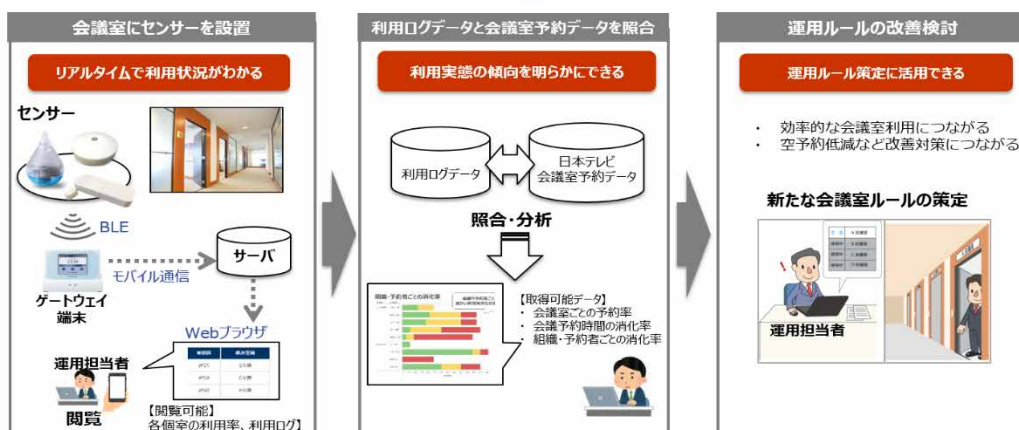 会議室にセンサーを設置
リアルタイムで利用状況がわかる
センサー
BLE
モバイル通信
サーバ
ゲートウェイ
端末
Webブラウザ
運用担当者
閲覧
【閲覧可能】
各個室の利用率、利用ログ】
利用ログデータと会議室予約データを照合
利用実態の傾向を明らかにできる
利用ログデータ
日本テレビ
会議室予約データ
照合・分析
組織・予約者ごとの消化率
【取得可能データ】
・ 会議室ごとの予約率
・ 会議予約時間の消化率
・ 組織・予約者ごとの消化率
運用ルールの改善検討
運用ルール策定に活用できる
・ 効率的な会議室利用につながる
・ 空予約低減など改善対策につながる
新たな会議室ルールの策定
運用担当者